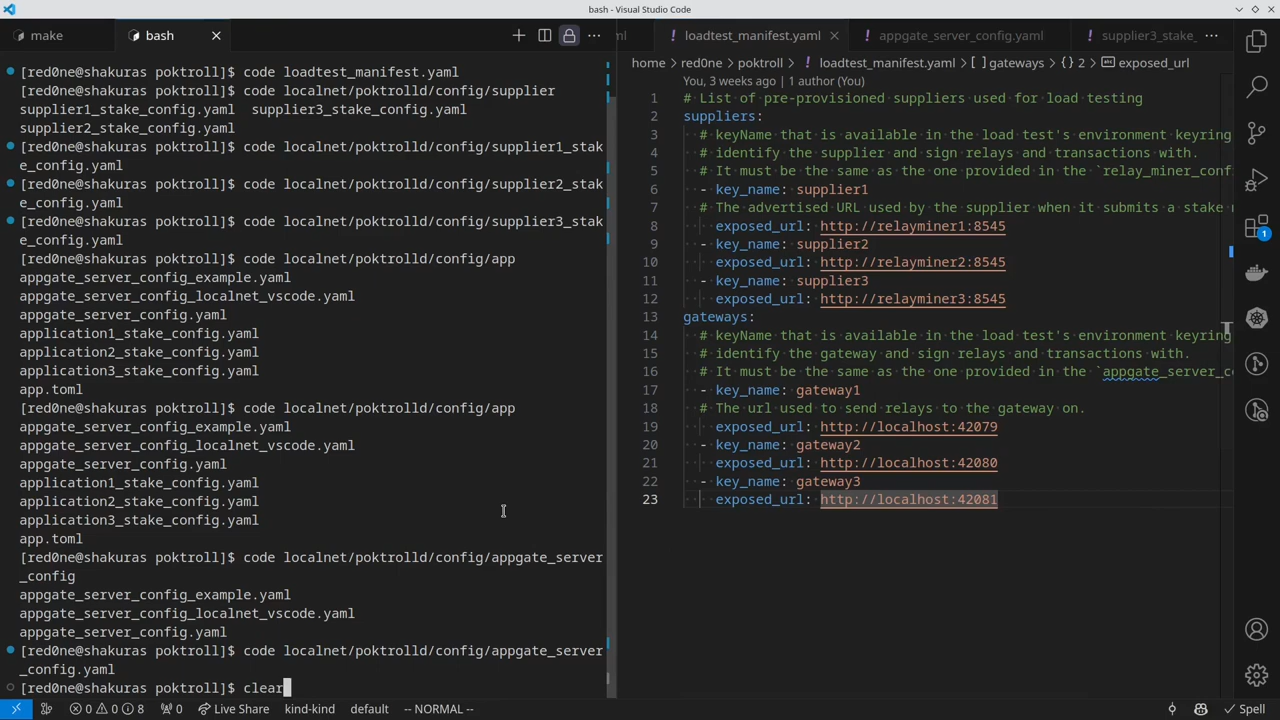 bash - Visual Studio Code
make
bash
loadtest_manifest.yaml
appgate_server_config.yaml
supplier3_stake_
home > red0ne > poktroll > ! loadtest_manifest.yaml > [ ] gateways > { } 2 > exposed_url
You, 3 weeks ago | 1 author (You)
[red0ne@shakuras poktroll]$ code loadtest_manifest.yaml
[red0ne@shakuras poktroll]$ code localnet/poktrolld/config/supplier
supplier1_stake_config.yaml  supplier3_stake_config.yaml
supplier2_stake_config.yaml
[red0ne@shakuras poktroll]$ code localnet/poktrolld/config/supplier1_stak
e_config.yaml
[red0ne@shakuras poktroll]$ code localnet/poktrolld/config/supplier2_stak
e_config.yaml
[red0ne@shakuras poktroll]$ code localnet/poktrolld/config/supplier3_stak
e_config.yaml
[red0ne@shakuras poktroll]$ code localnet/poktrolld/config/app
appgate_server_config_example.yaml
appgate_server_config_localnet_vscode.yaml
appgate_server_config.yaml
application1_stake_config.yaml
application2_stake_config.yaml
application3_stake_config.yaml
app.toml
[red0ne@shakuras poktroll]$ code localnet/poktrolld/config/app
appgate_server_config_example.yaml
appgate_server_config_localnet_vscode.yaml
appgate_server_config.yaml
application1_stake_config.yaml
application2_stake_config.yaml
application3_stake_config.yaml
app.toml
[red0ne@shakuras poktroll]$ code localnet/poktrolld/config/appgate_server
_config
appgate_server_config_example.yaml
appgate_server_config_localnet_vscode.yaml
appgate_server_config.yaml
[red0ne@shakuras poktroll]$ code localnet/poktrolld/config/appgate_server
_config.yaml
[red0ne@shakuras poktroll]$ clear
1 # List of pre-provisioned suppliers used for load testing
2 suppliers:
3 # keyName that is available in the load test's environment keyring
4 # identify the supplier and sign relays and transactions with.
5 # It must be the same as the one provided in the `relay_miner_conf
6 - key_name: supplier1
7 # The advertised URL used by the supplier when it submits a stake
8 exposed_url: http://relayminer1:8545
9 - key_name: supplier2
10 exposed_url: http://relayminer2:8545
11 - key_name: supplier3
12 exposed_url: http://relayminer3:8545
13 gateways:
14 # keyName that is available in the load test's environment keyring
15 # identify the gateway and sign relays and transactions with.
16 # It must be the same as the one provided in the `appgate_server_c
17 - key_name: gateway1
18 # The url used to send relays to the gateway on.
19 exposed_url: http://localhost:42079
20 - key_name: gateway2
21 exposed_url: http://localhost:42080
22 - key_name: gateway3
23 exposed_url: http://localhost:42081
1
0 0 8 0 Live Share kind-kind default -- NORMAL -- Spell